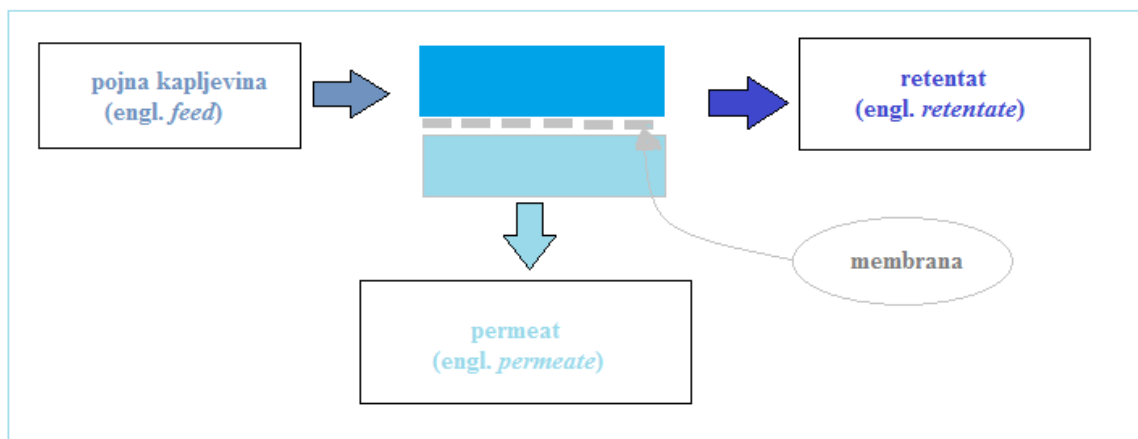 pojna kapljevina
(engl. feed)
retentat
(engl. retentate)
membrana
permeat
(engl. permeate)